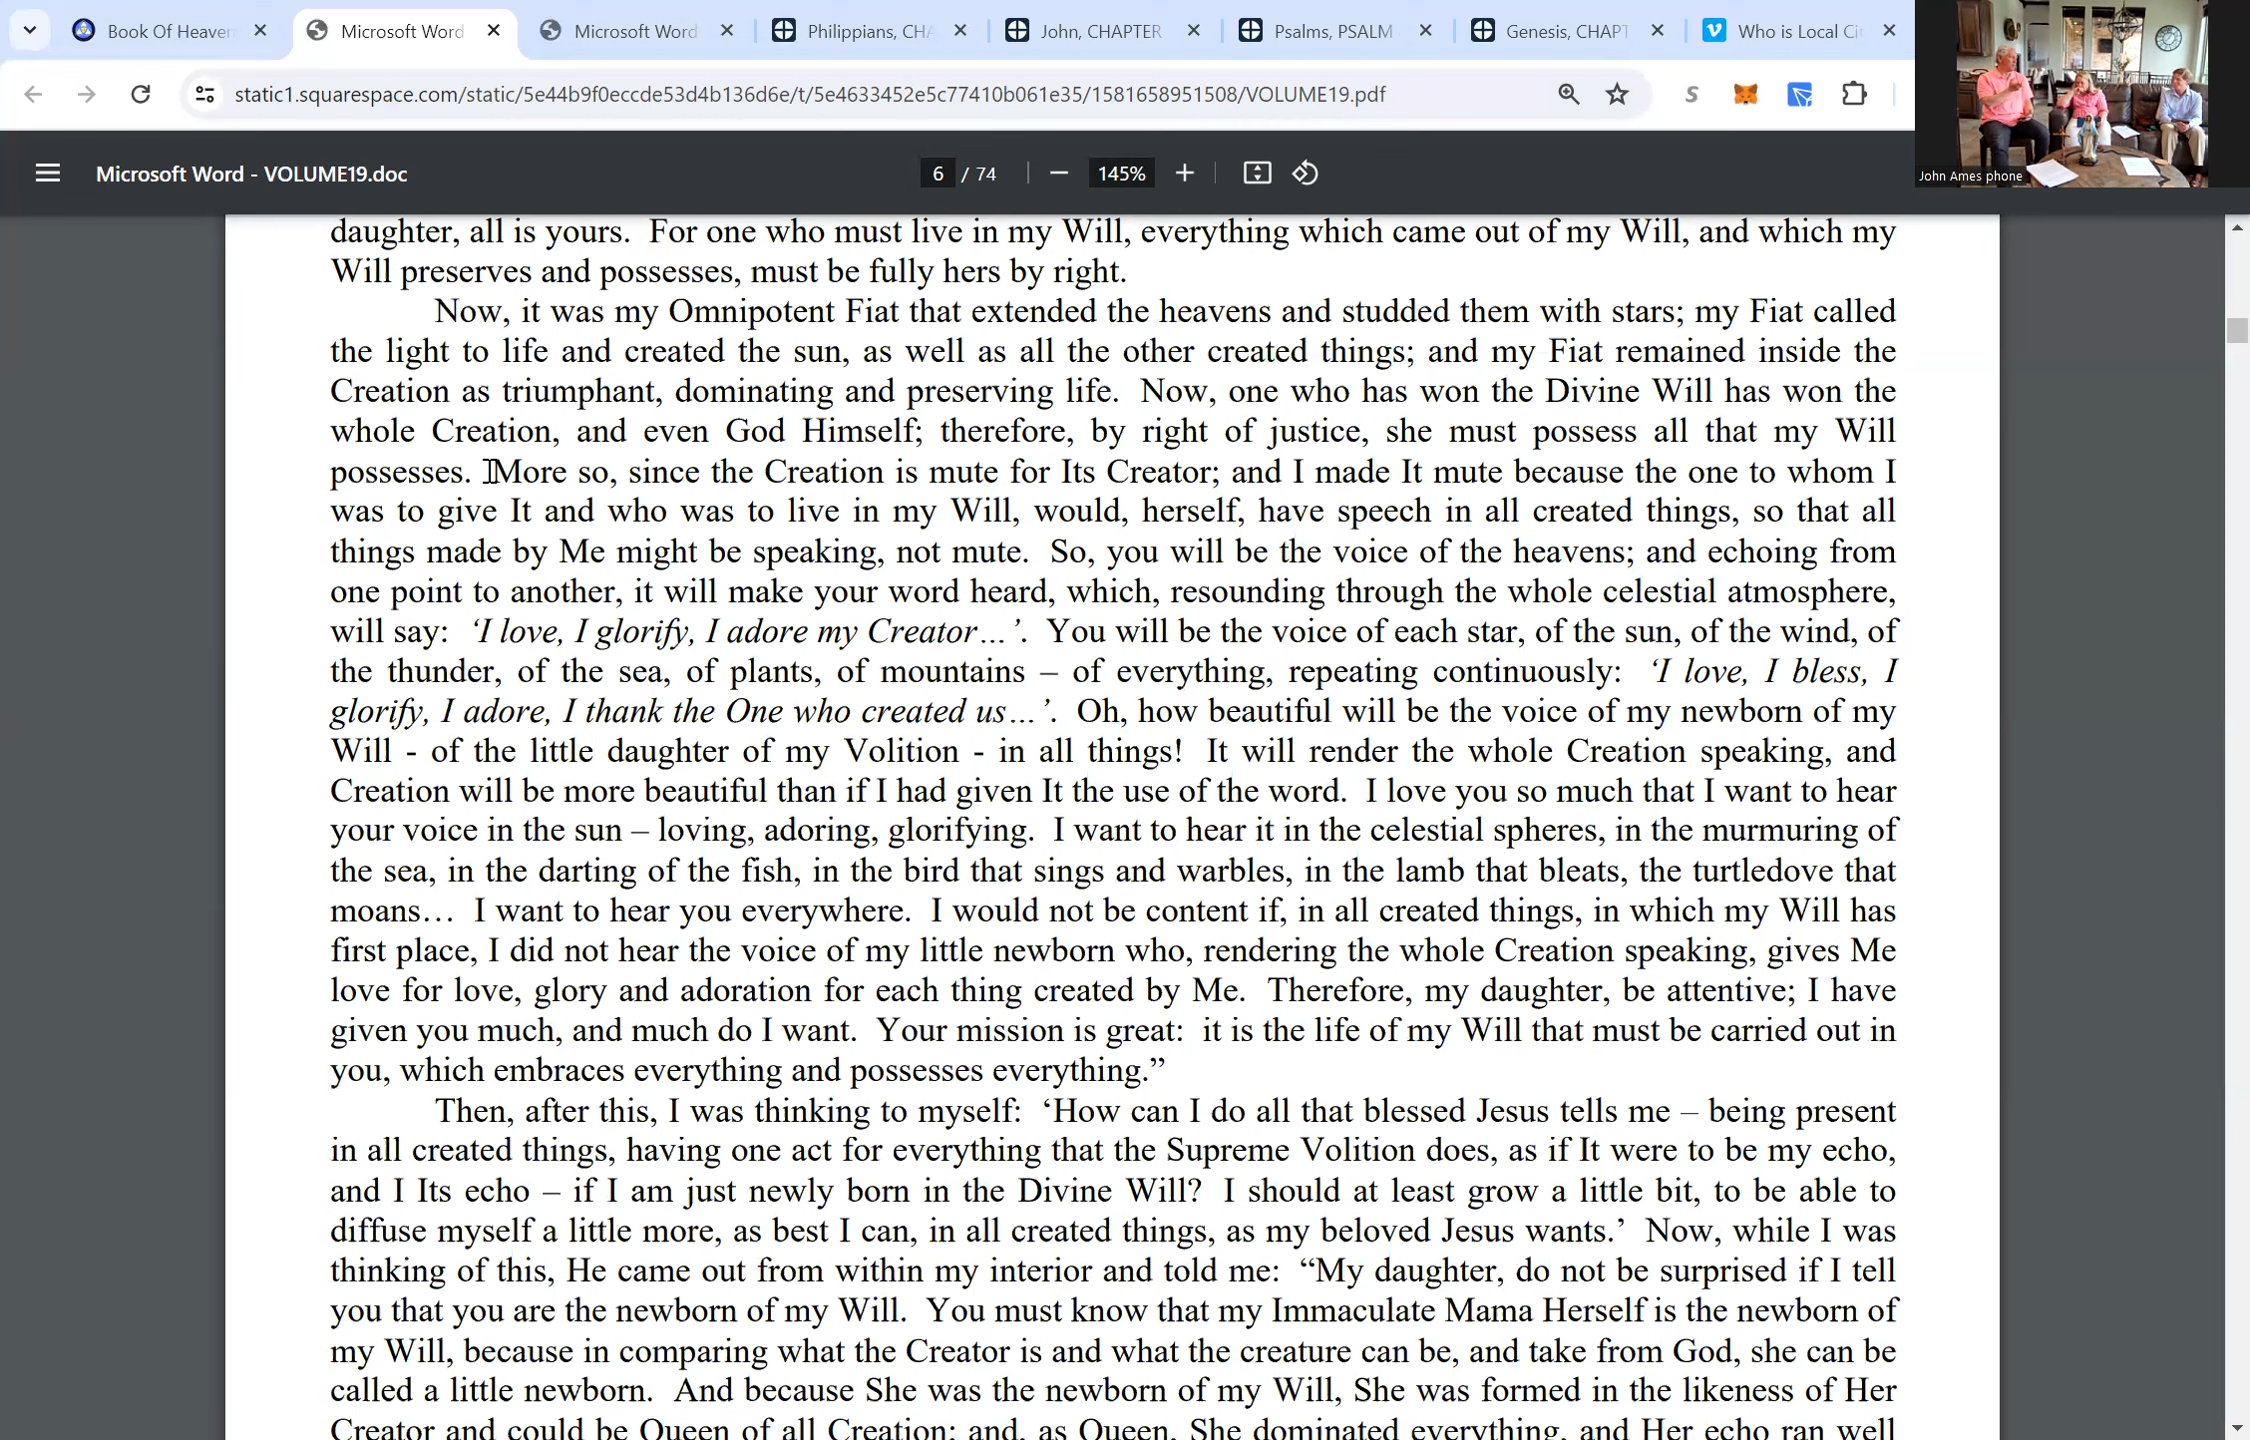 Book Of Heaven
Microsoft Word
Microsoft Word
Philippians, CHA
John, CHAPTER
Psalms, PSALM
Genesis, CHAPT
Who is Local Ci
static1.squarespace.com/static/5e44b9f0eccde53d4b136d6e/t/5e4633452e5c77410b061e35/1581658951508/VOLUME19.pdf
John Ames phone
Microsoft Word - VOLUME19.doc
6 / 74
145%
daughter, all is yours.  For one who must live in my Will, everything which came out of my Will, and which my
Will preserves and possesses, must be fully hers by right.
Now, it was my Omnipotent Fiat that extended the heavens and studded them with stars; my Fiat called
the light to life and created the sun, as well as all the other created things; and my Fiat remained inside the
Creation as triumphant, dominating and preserving life.  Now, one who has won the Divine Will has won the
whole Creation, and even God Himself; therefore, by right of justice, she must possess all that my Will
possesses.  More so, since the Creation is mute for Its Creator; and I made It mute because the one to whom I
was to give It and who was to live in my Will, would, herself, have speech in all created things, so that all
things made by Me might be speaking, not mute.  So, you will be the voice of the heavens; and echoing from
one point to another, it will make your word heard, which, resounding through the whole celestial atmosphere,
will say:  ‘I love, I glorify, I adore my Creator…’.  You will be the voice of each star, of the sun, of the wind, of
the thunder, of the sea, of plants, of mountains – of everything, repeating continuously:  ‘I love, I bless, I
glorify, I adore, I thank the One who created us…’.  Oh, how beautiful will be the voice of my newborn of my
Will - of the little daughter of my Volition - in all things!  It will render the whole Creation speaking, and
Creation will be more beautiful than if I had given It the use of the word.  I love you so much that I want to hear
your voice in the sun – loving, adoring, glorifying.  I want to hear it in the celestial spheres, in the murmuring of
the sea, in the darting of the fish, in the bird that sings and warbles, in the lamb that bleats, the turtledove that
moans…  I want to hear you everywhere.  I would not be content if, in all created things, in which my Will has
first place, I did not hear the voice of my little newborn who, rendering the whole Creation speaking, gives Me
love for love, glory and adoration for each thing created by Me.  Therefore, my daughter, be attentive; I have
given you much, and much do I want.  Your mission is great:  it is the life of my Will that must be carried out in
you, which embraces everything and possesses everything.”
Then, after this, I was thinking to myself:  ‘How can I do all that blessed Jesus tells me – being present
in all created things, having one act for everything that the Supreme Volition does, as if It were to be my echo,
and I Its echo – if I am just newly born in the Divine Will?  I should at least grow a little bit, to be able to
diffuse myself a little more, as best I can, in all created things, as my beloved Jesus wants.’  Now, while I was
thinking of this, He came out from within my interior and told me:  “My daughter, do not be surprised if I tell
you that you are the newborn of my Will.  You must know that my Immaculate Mama Herself is the newborn of
my Will, because in comparing what the Creator is and what the creature can be, and take from God, she can be
called a little newborn.  And because She was the newborn of my Will, She was formed in the likeness of Her
Creator and could be Queen of all Creation; and, as Queen, She dominated everything, and Her echo ran well